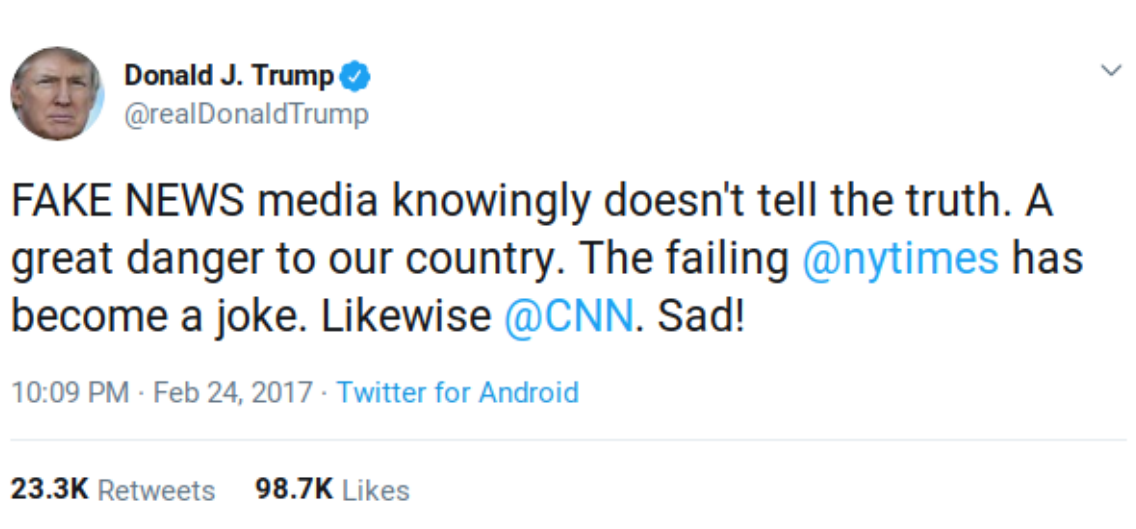 Donald J. Trump
@realDonaldTrump
FAKE NEWS media knowingly doesn't tell the truth. A
great danger to our country. The failing @nytimes has
become a joke. Likewise @CNN. Sad!
10:09 PM · Feb 24, 2017 · Twitter for Android
23.3K Retweets 98.7K Likes